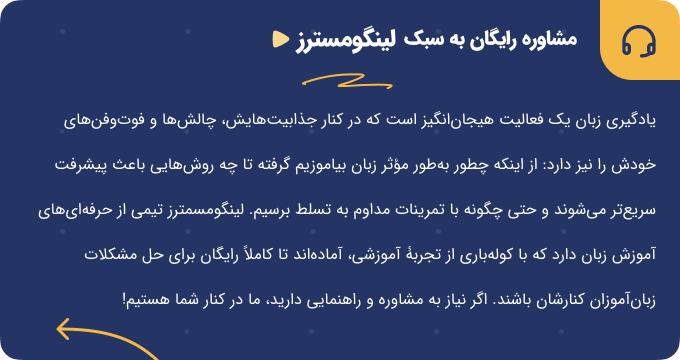 مشاوره رایگان به سبک لینگومسترز
یادگیری زبان یک فعالیت هیجان‌انگیز است که در کنار جذابیت‌هایش، چالش‌ها و فوت‌وفن‌های
خودش را نیز دارد: از اینکه چطور به‌طور مؤثر زبان بیاموزیم گرفته تا چه روش‌هایی باعث پیشرفت
سریع‌تر می‌شوند و حتی چگونه با تمرینات مداوم به تسلط برسیم. لینگومسمترز تیمی از حرفه‌ای‌های
آموزش زبان دارد که با کوله‌باری از تجربهٔ آموزشی، آماده‌اند تا کاملاً رایگان برای حل مشکلات
زبان‌آموزان کنارشان باشند. اگر نیاز به مشاوره و راهنمایی دارید، ما در کنار شما هستیم!